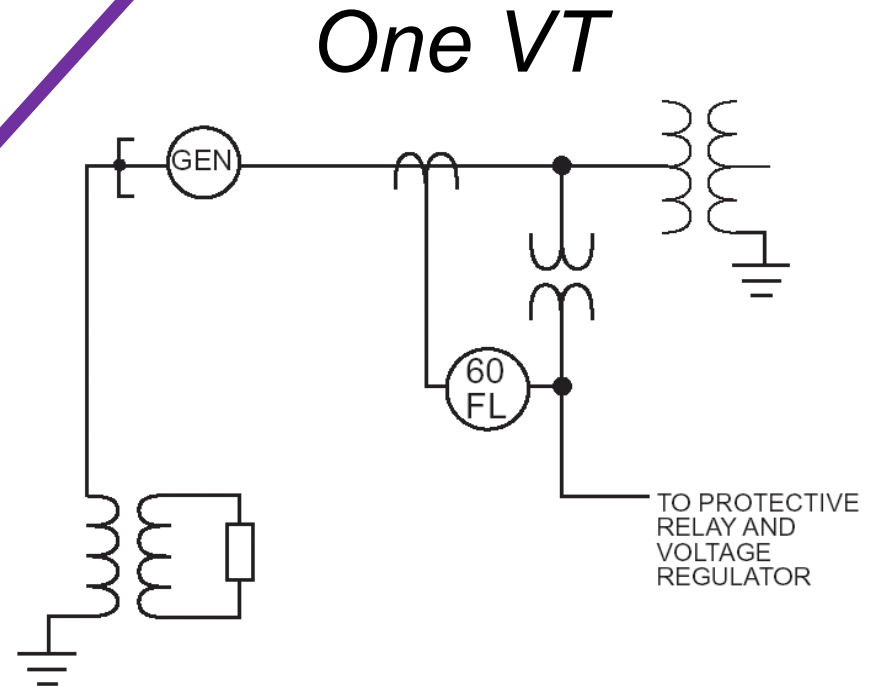 One VT
GEN
60
FL
TO PROTECTIVE
RELAY AND
VOLTAGE
REGULATOR